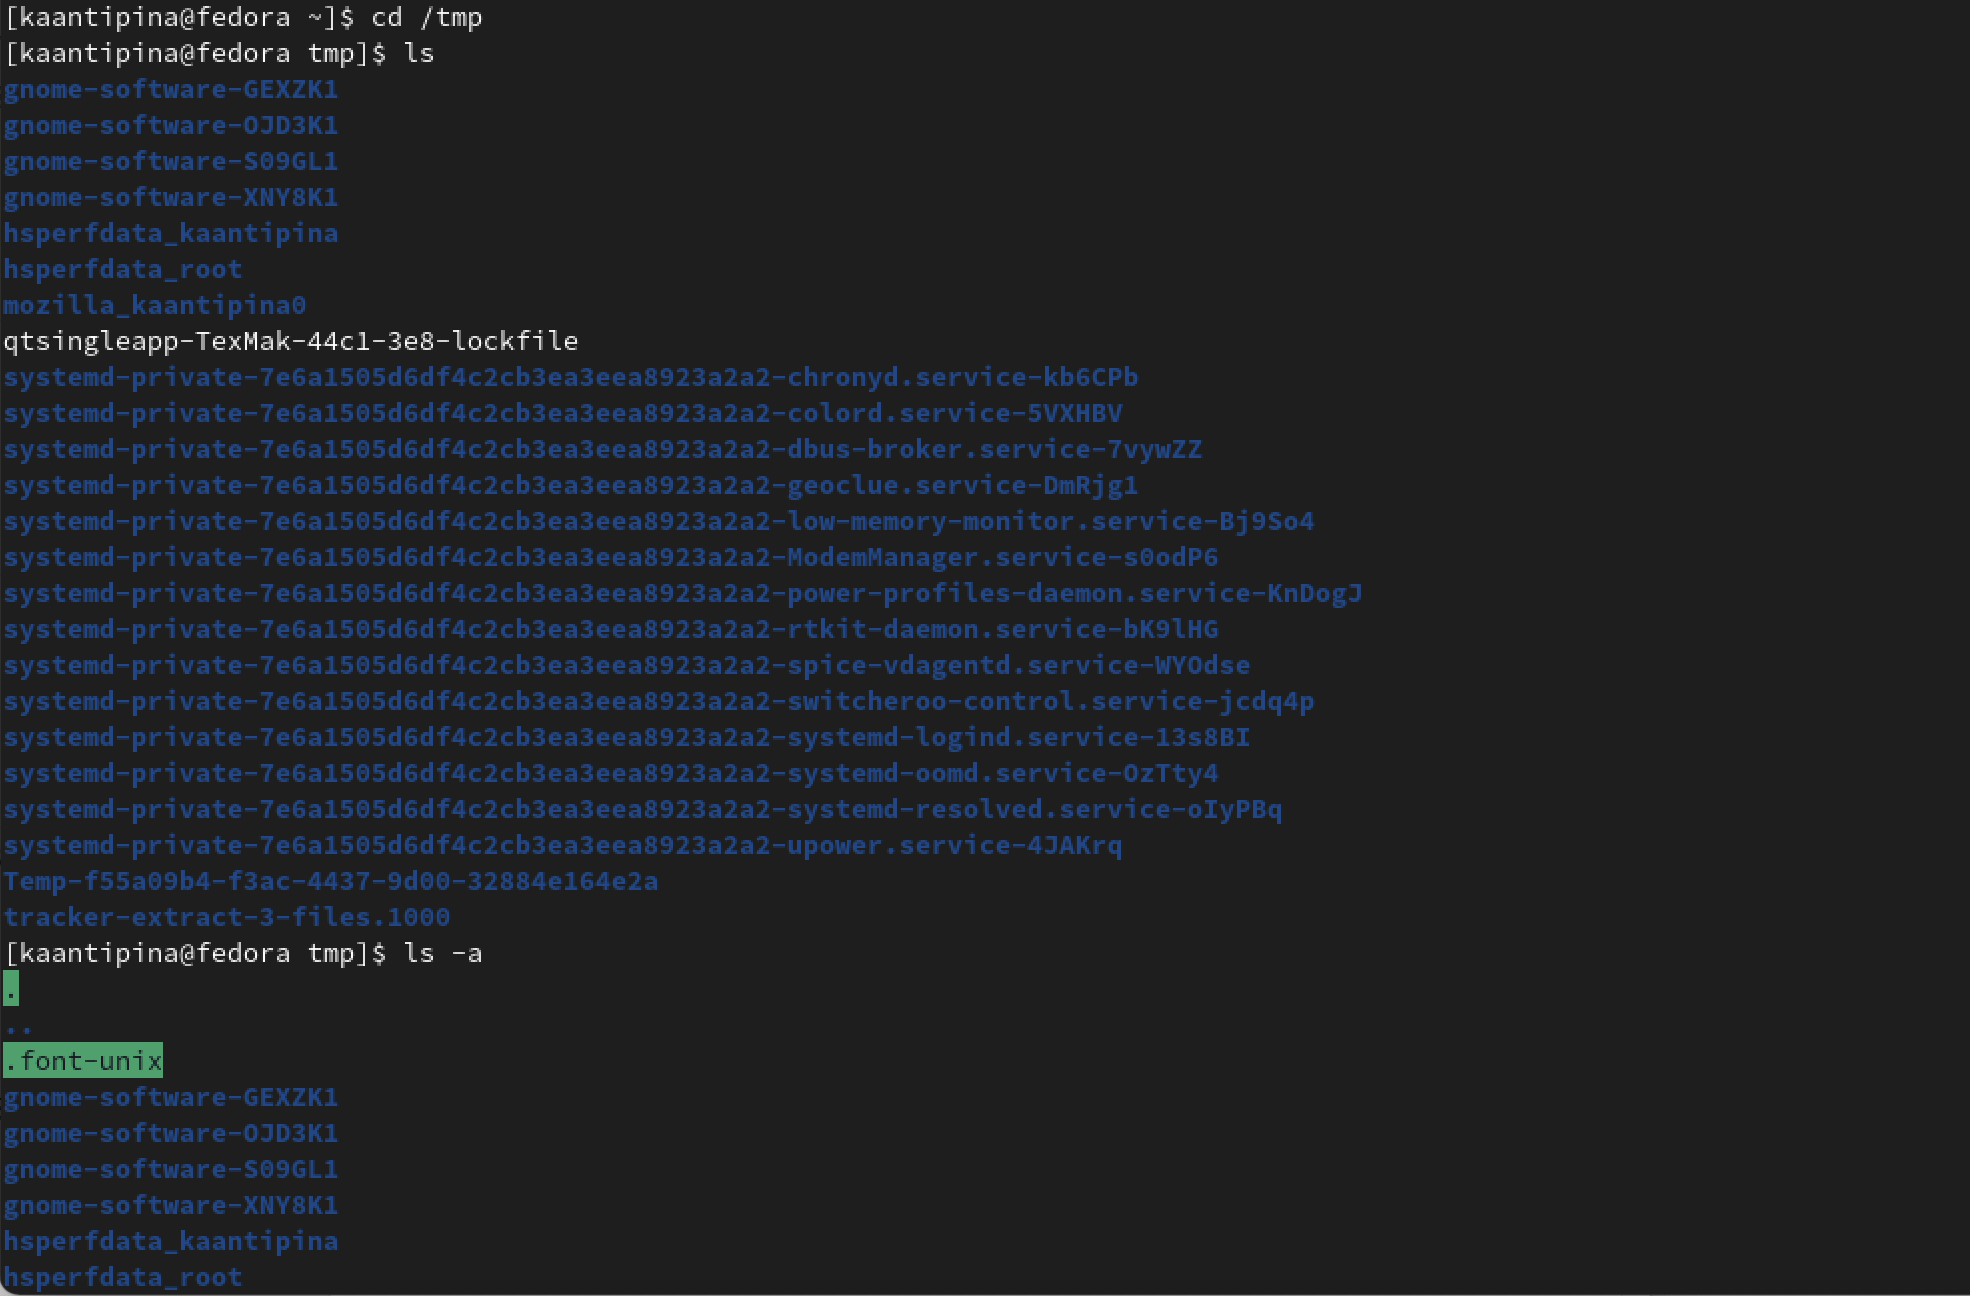 [kaantipina@fedora ~]$ cd /tmp
[kaantipina@fedora tmp]$ ls
gnome-software-GEXZK1
gnome-software-OJD3K1
gnome-software-S09GL1
gnome-software-XNY8K1
hsperfdata_kaantipina
hsperfdata_root
mozilla_kaantipina0
qtsingleapp-TexMak-44c1-3e8-lockfile
systemd-private-7e6a1505d6df4c2cb3ea3eea8923a2a2-chronyd.service-kb6CPb
systemd-private-7e6a1505d6df4c2cb3ea3eea8923a2a2-colord.service-5VXHBV
systemd-private-7e6a1505d6df4c2cb3ea3eea8923a2a2-dbus-broker.service-7vywZZ
systemd-private-7e6a1505d6df4c2cb3ea3eea8923a2a2-geoclue.service-DmRjg1
systemd-private-7e6a1505d6df4c2cb3ea3eea8923a2a2-low-memory-monitor.service-Bj9So4
systemd-private-7e6a1505d6df4c2cb3ea3eea8923a2a2-ModemManager.service-s0odP6
systemd-private-7e6a1505d6df4c2cb3ea3eea8923a2a2-power-profiles-daemon.service-KnDogJ
systemd-private-7e6a1505d6df4c2cb3ea3eea8923a2a2-rtkit-daemon.service-bK9lHG
systemd-private-7e6a1505d6df4c2cb3ea3eea8923a2a2-spice-vdagentd.service-WYOdse
systemd-private-7e6a1505d6df4c2cb3ea3eea8923a2a2-switcheroo-control.service-jcdq4p
systemd-private-7e6a1505d6df4c2cb3ea3eea8923a2a2-systemd-logind.service-13s8BI
systemd-private-7e6a1505d6df4c2cb3ea3eea8923a2a2-systemd-oomd.service-OzTty4
systemd-private-7e6a1505d6df4c2cb3ea3eea8923a2a2-systemd-resolved.service-oIyPBq
systemd-private-7e6a1505d6df4c2cb3ea3eea8923a2a2-upower.service-4JAKrq
Temp-f55a09b4-f3ac-4437-9d00-32884e164e2a
tracker-extract-3-files.1000
[kaantipina@fedora tmp]$ ls -a
.
..
.font-unix
gnome-software-GEXZK1
gnome-software-OJD3K1
gnome-software-S09GL1
gnome-software-XNY8K1
hsperfdata_kaantipina
hsperfdata_root